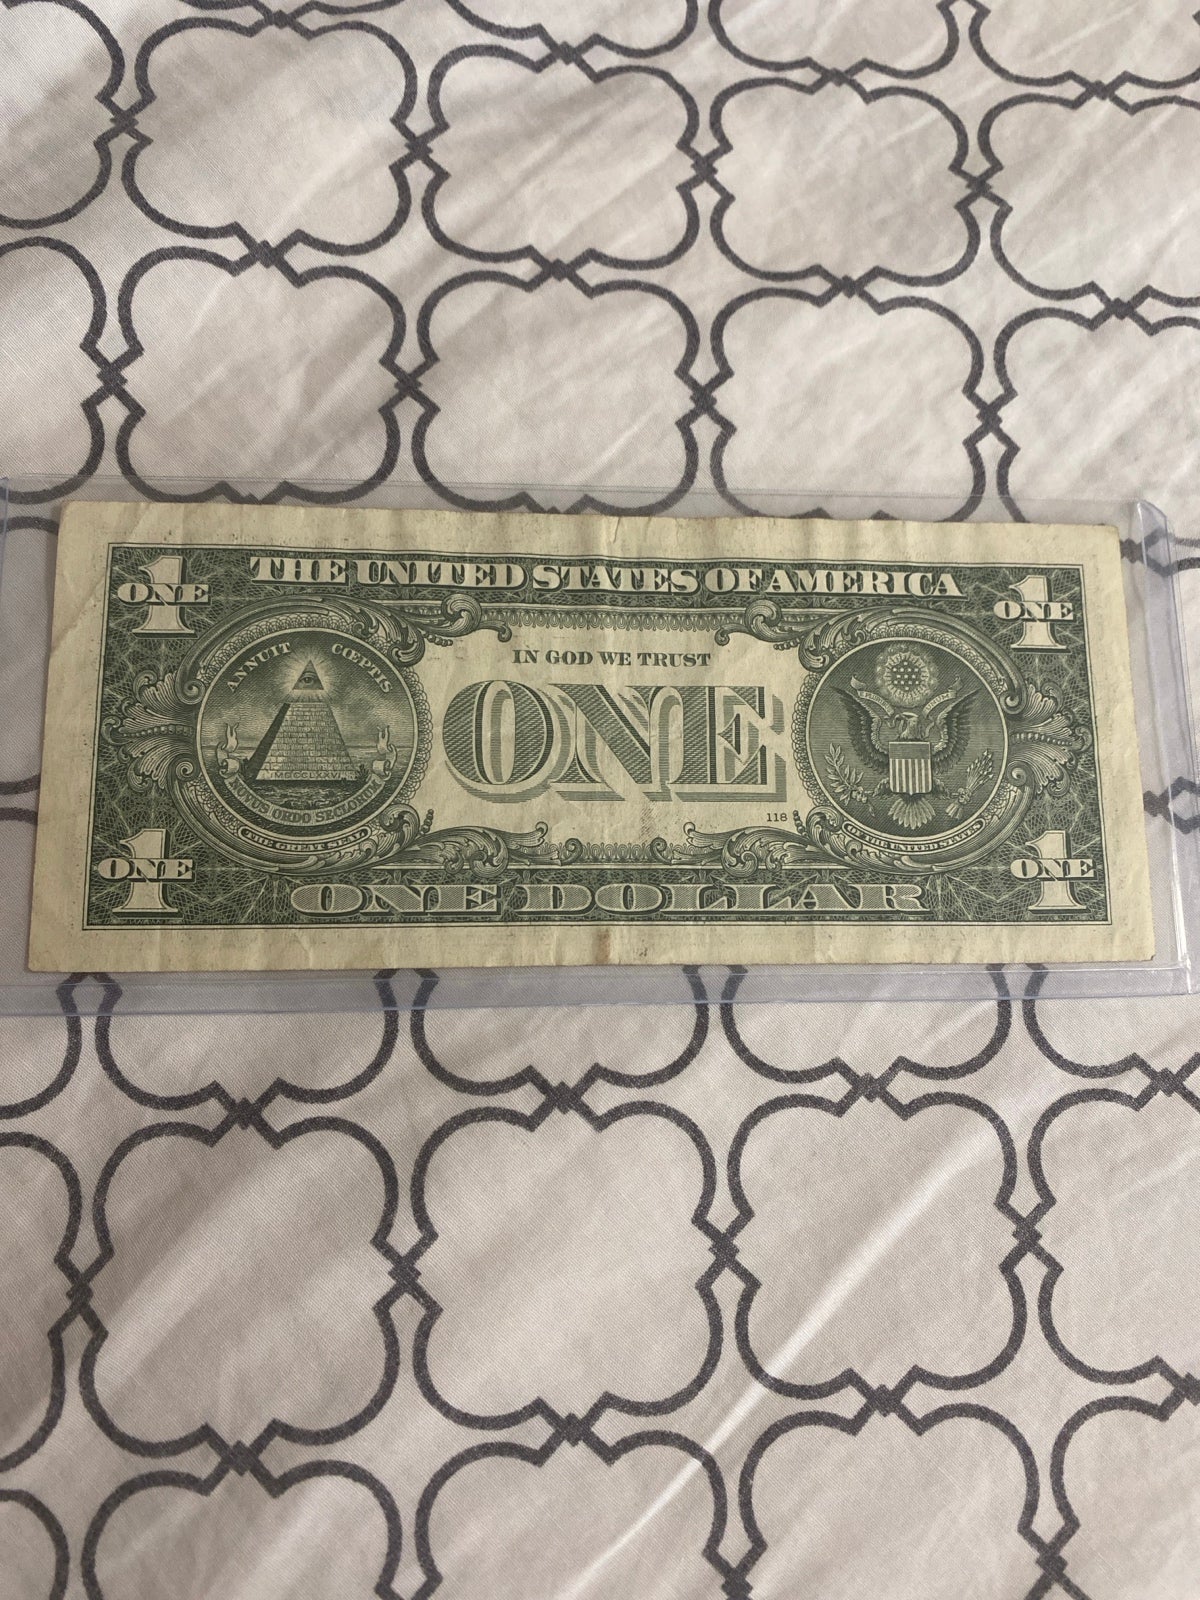 THE UNITED STATES OF AMERICA
1 ONE
1 ONE
IN GOD WE TRUST
ANNUIT CŒPTIS
MDCCLXXVI
NOVUS ORDO SECLORUM
THE GREAT SEAL
ONE
118
OF THE UNITED STATES
1 ONE
1 ONE
ONE DOLLAR